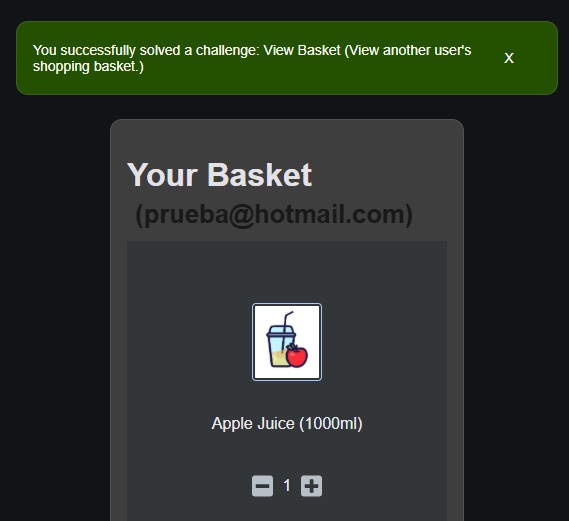 You successfully solved a challenge: View Basket (View another user's
shopping basket.)
X
Your Basket
(prueba@hotmail.com)
Apple Juice (1000ml)
1